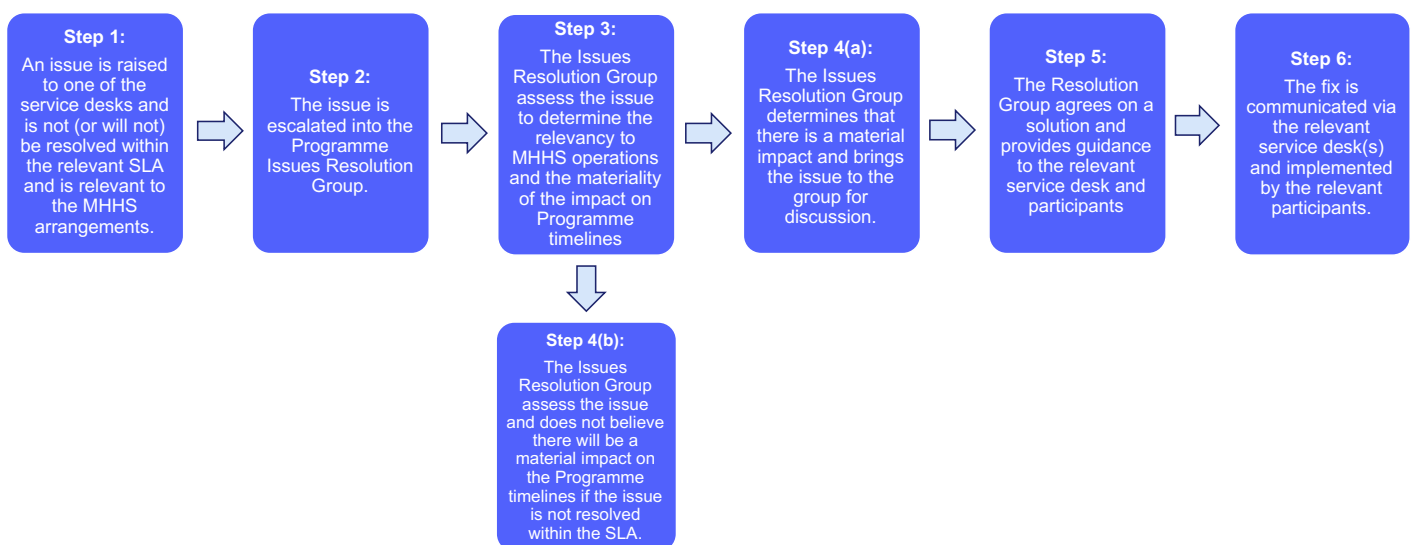 Step 1:
An issue is raised
to one of the
service desks and
is not (or will not)
be resolved within
the relevant SLA
and is relevant to
the MHHS
arrangements.
Step 2:
The issue is
escalated into the
Programme
Issues Resolution
Group.
Step 3:
The Issues
Resolution Group
assess the issue
to determine the
relevancy to
MHHS operations
and the materiality
of the impact on
Programme
timelines
Step 4(a):
The Issues
Resolution Group
determines that
there is a material
impact and brings
the issue to the
group for
discussion.
Step 5:
The Resolution
Group agrees on a
solution and
provides guidance
to the relevant
service desk and
participants
Step 6:
The fix is
communicated via
the relevant
service desk(s)
and implemented
by the relevant
participants.
Step 4(b):
The Issues
Resolution Group
assess the issue
and does not believe
there will be a
material impact on
the Programme
timelines if the issue
is not resolved
within the SLA.